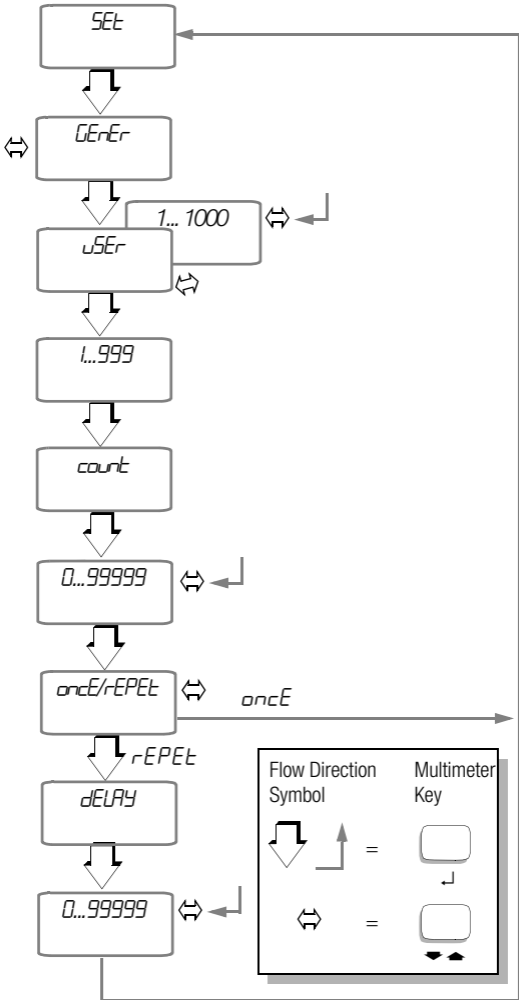 SEt
GEnEr
1... 1000
uSEr
1...999
count
0...99999
oncE/rEPEt
oncE
rEPEt
dELAY
0...99999
Flow Direction Symbol
Multimeter Key
=
=